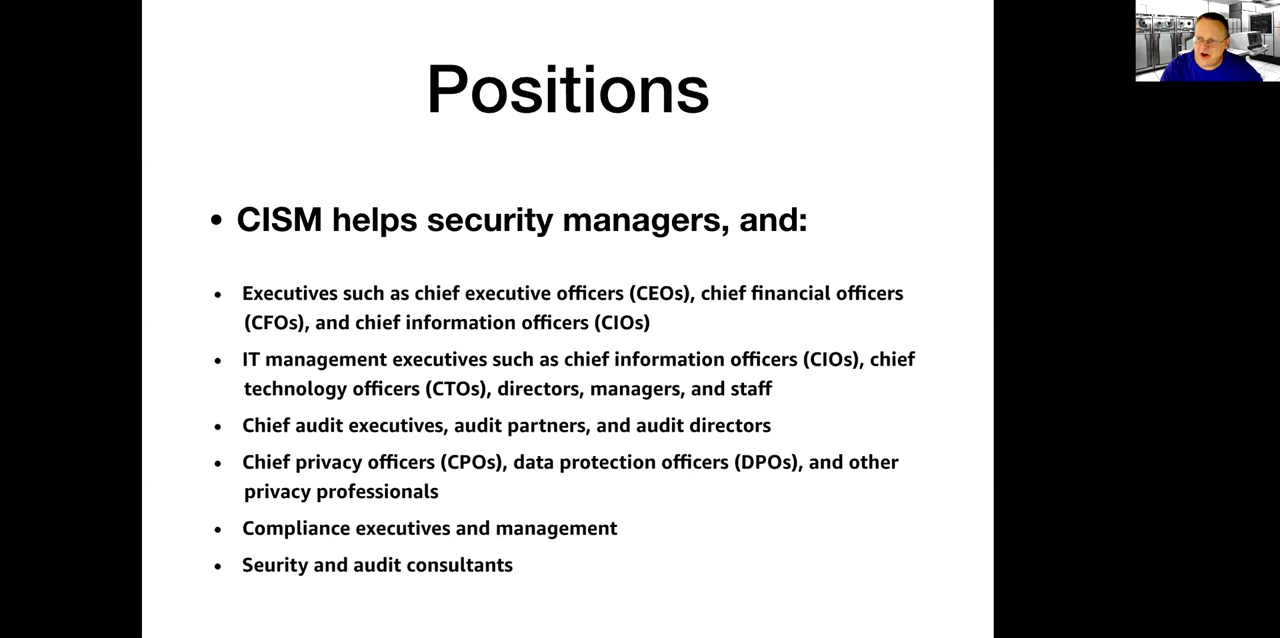 Positions
• CISM helps security managers, and:
• Executives such as chief executive officers (CEOs), chief financial officers
(CFOs), and chief information officers (CIOs)
• IT management executives such as chief information officers (CIOs), chief
technology officers (CTOs), directors, managers, and staff
• Chief audit executives, audit partners, and audit directors
• Chief privacy officers (CPOs), data protection officers (DPOs), and other
privacy professionals
• Compliance executives and management
• Seurity and audit consultants